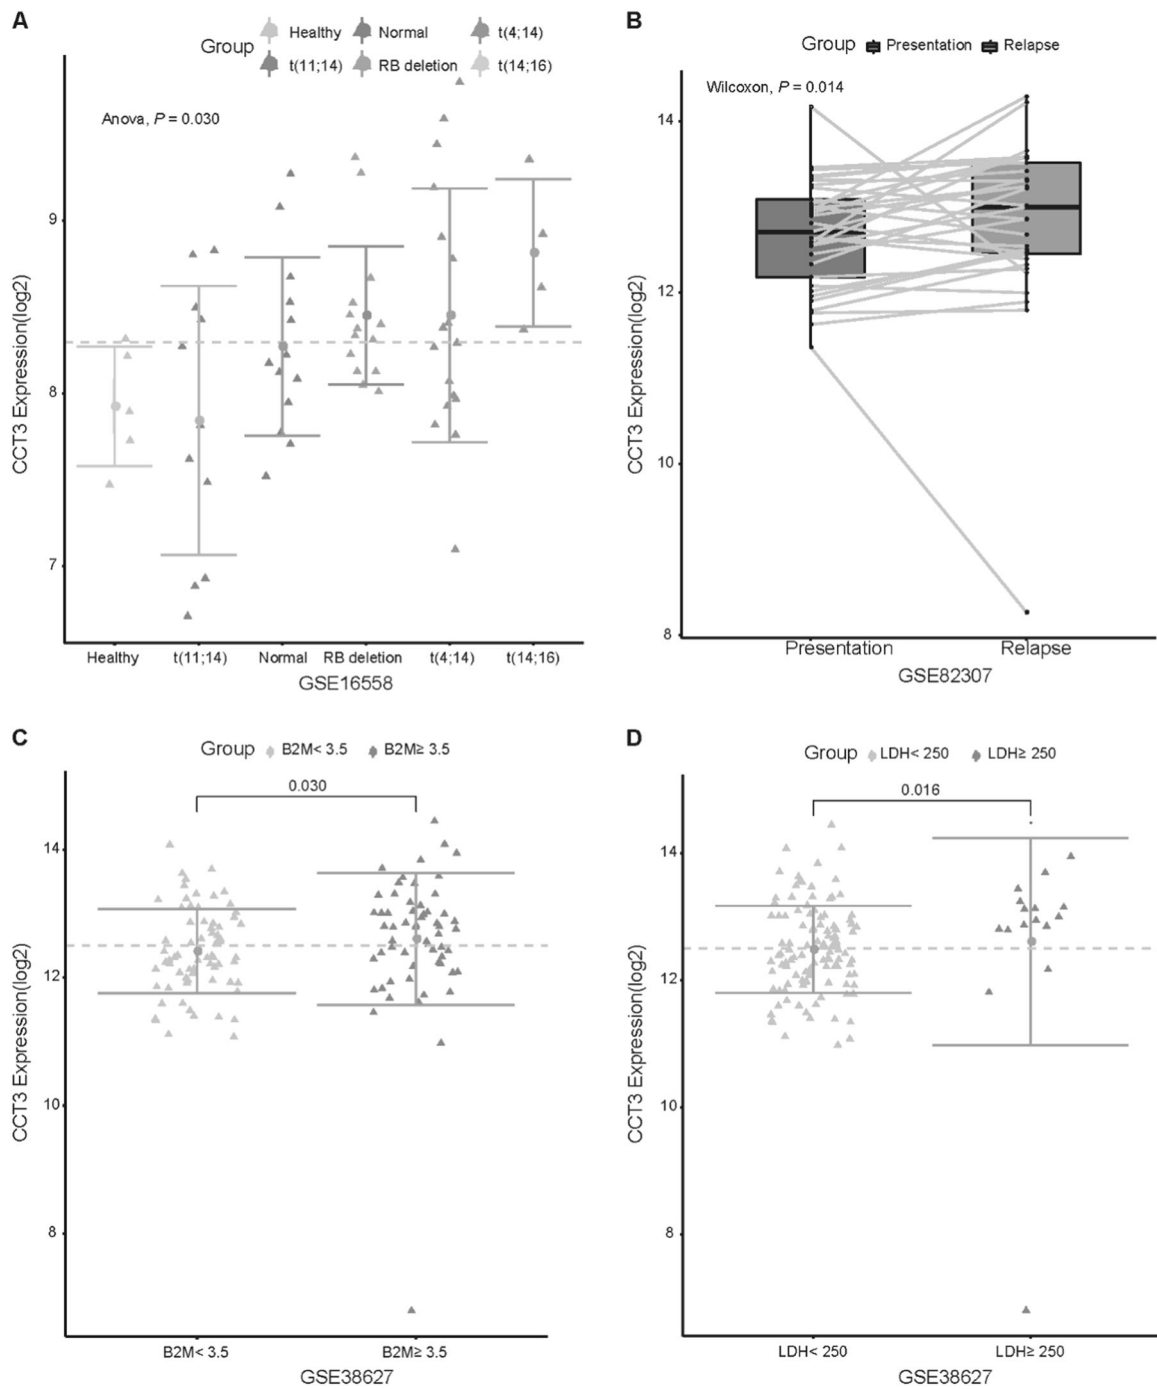 A
Group Healthy Normal t(4;14)
t(11;14) RB deletion t(14;16)
Anova, P = 0.030
9
8
7
CCT3 Expression(log2)
Healthy t(11;14) Normal RB deletion t(4;14) t(14;16)
GSE16558
B
Group Presentation Relapse
Wilcoxon, P = 0.014
14
12
10
8
CCT3 Expression(log2)
Presentation Relapse
GSE82307
C
Group B2M< 3.5 B2M≥ 3.5
0.030
14
12
10
8
CCT3 Expression(log2)
B2M< 3.5 B2M≥ 3.5
GSE38627
D
Group LDH< 250 LDH≥ 250
0.016
14
12
10
8
CCT3 Expression(log2)
LDH< 250 LDH≥ 250
GSE38627